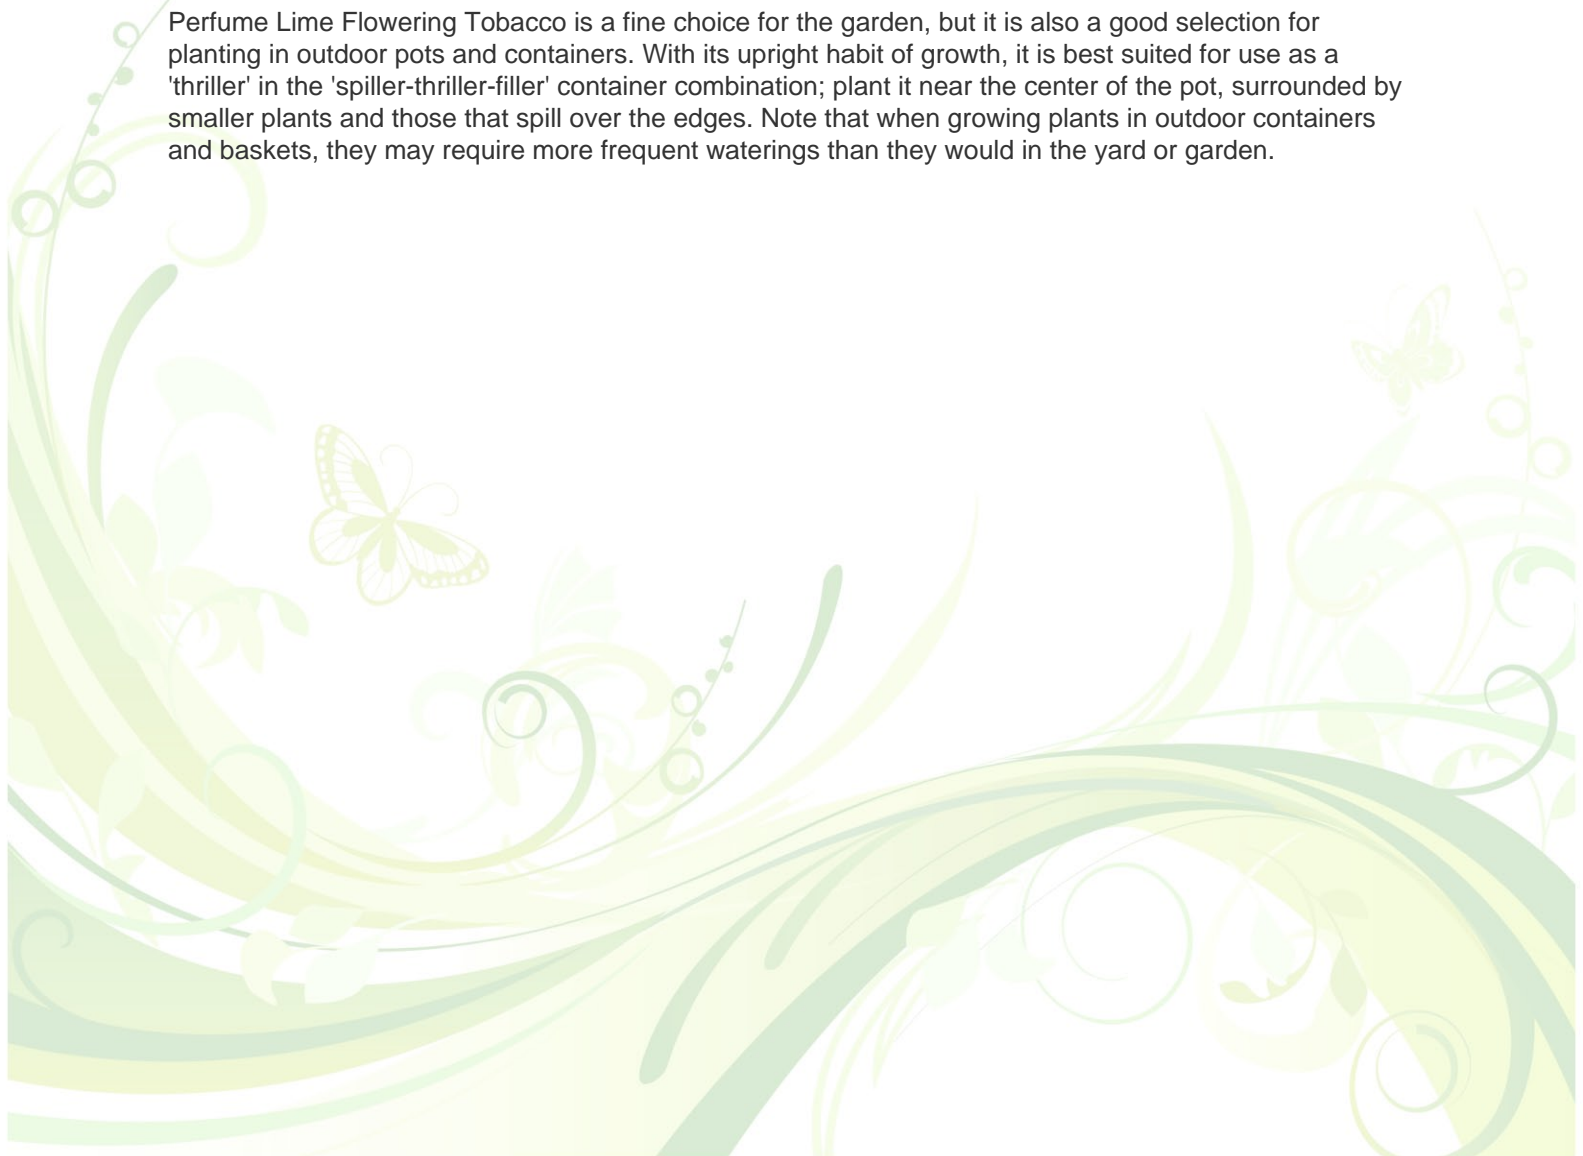 Perfume Lime Flowering Tobacco is a fine choice for the garden, but it is also a good selection for
planting in outdoor pots and containers. With its upright habit of growth, it is best suited for use as a
'thriller' in the 'spiller-thriller-filler' container combination; plant it near the center of the pot, surrounded by
smaller plants and those that spill over the edges. Note that when growing plants in outdoor containers
and baskets, they may require more frequent waterings than they would in the yard or garden.